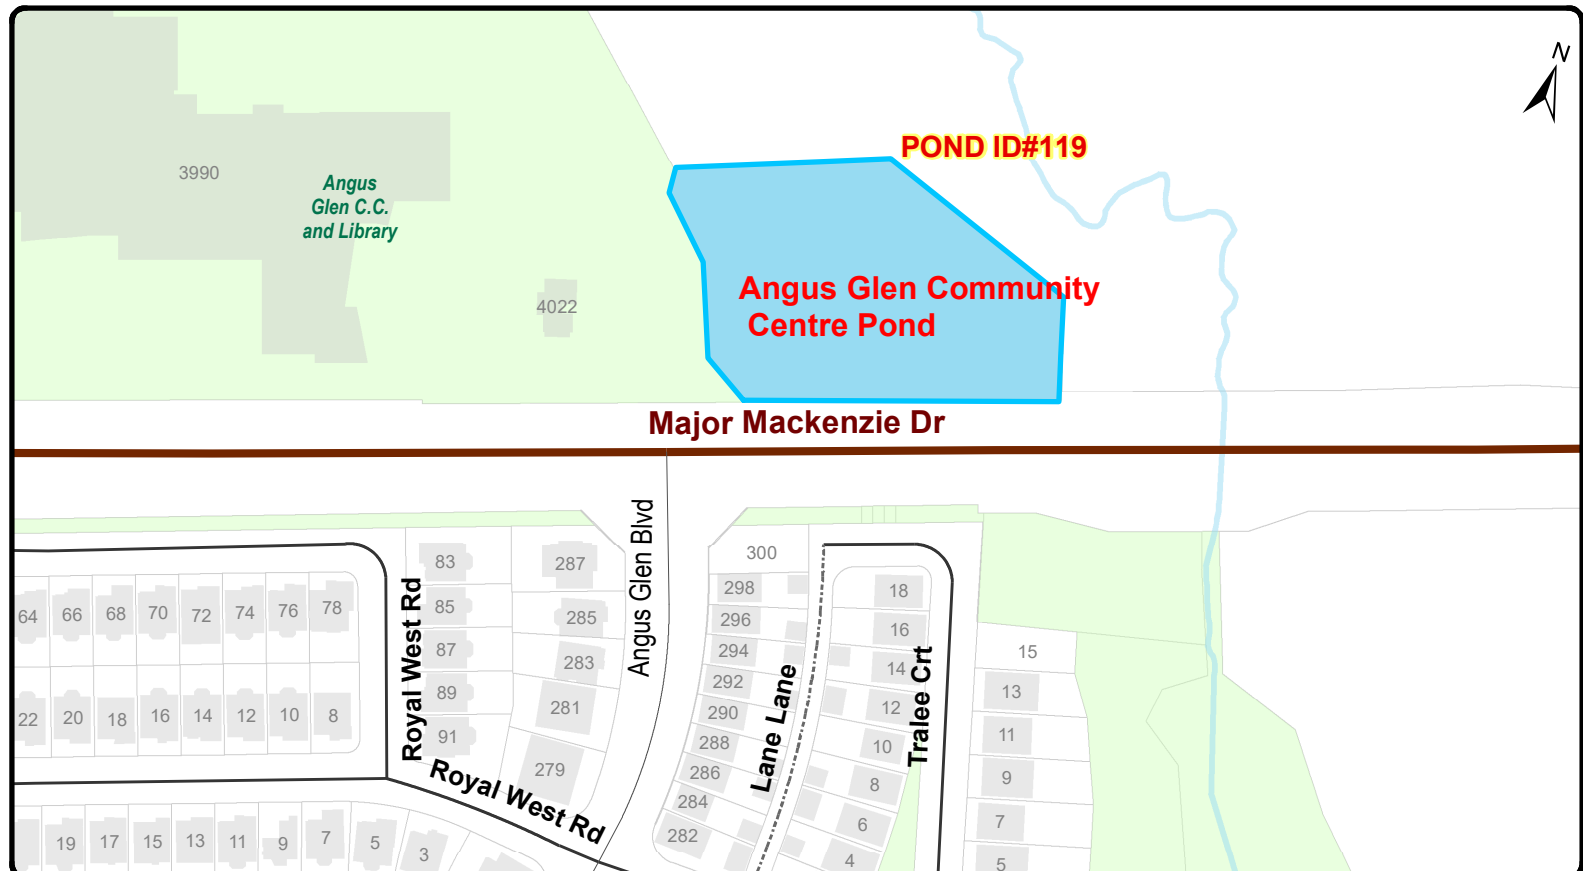 N
POND ID#119
3990
Angus
Glen C.C.
and Library
4022
Angus Glen Community
Centre Pond
Major Mackenzie Dr
Angus Glen Blvd
Royal West Rd
Royal West Rd
Lane Lane
Tralee Crt
64 66 68 70 72 74 76 78
22 20 18 16 14 12 10 8
19 17 15 13 11 9 7 5 3
83
85
87
89
91
287
285
283
281
279
300
298
296
294
292
290
288
286
284
282
18
16
14
12
10
8
6
4
15
13
11
9
7
5